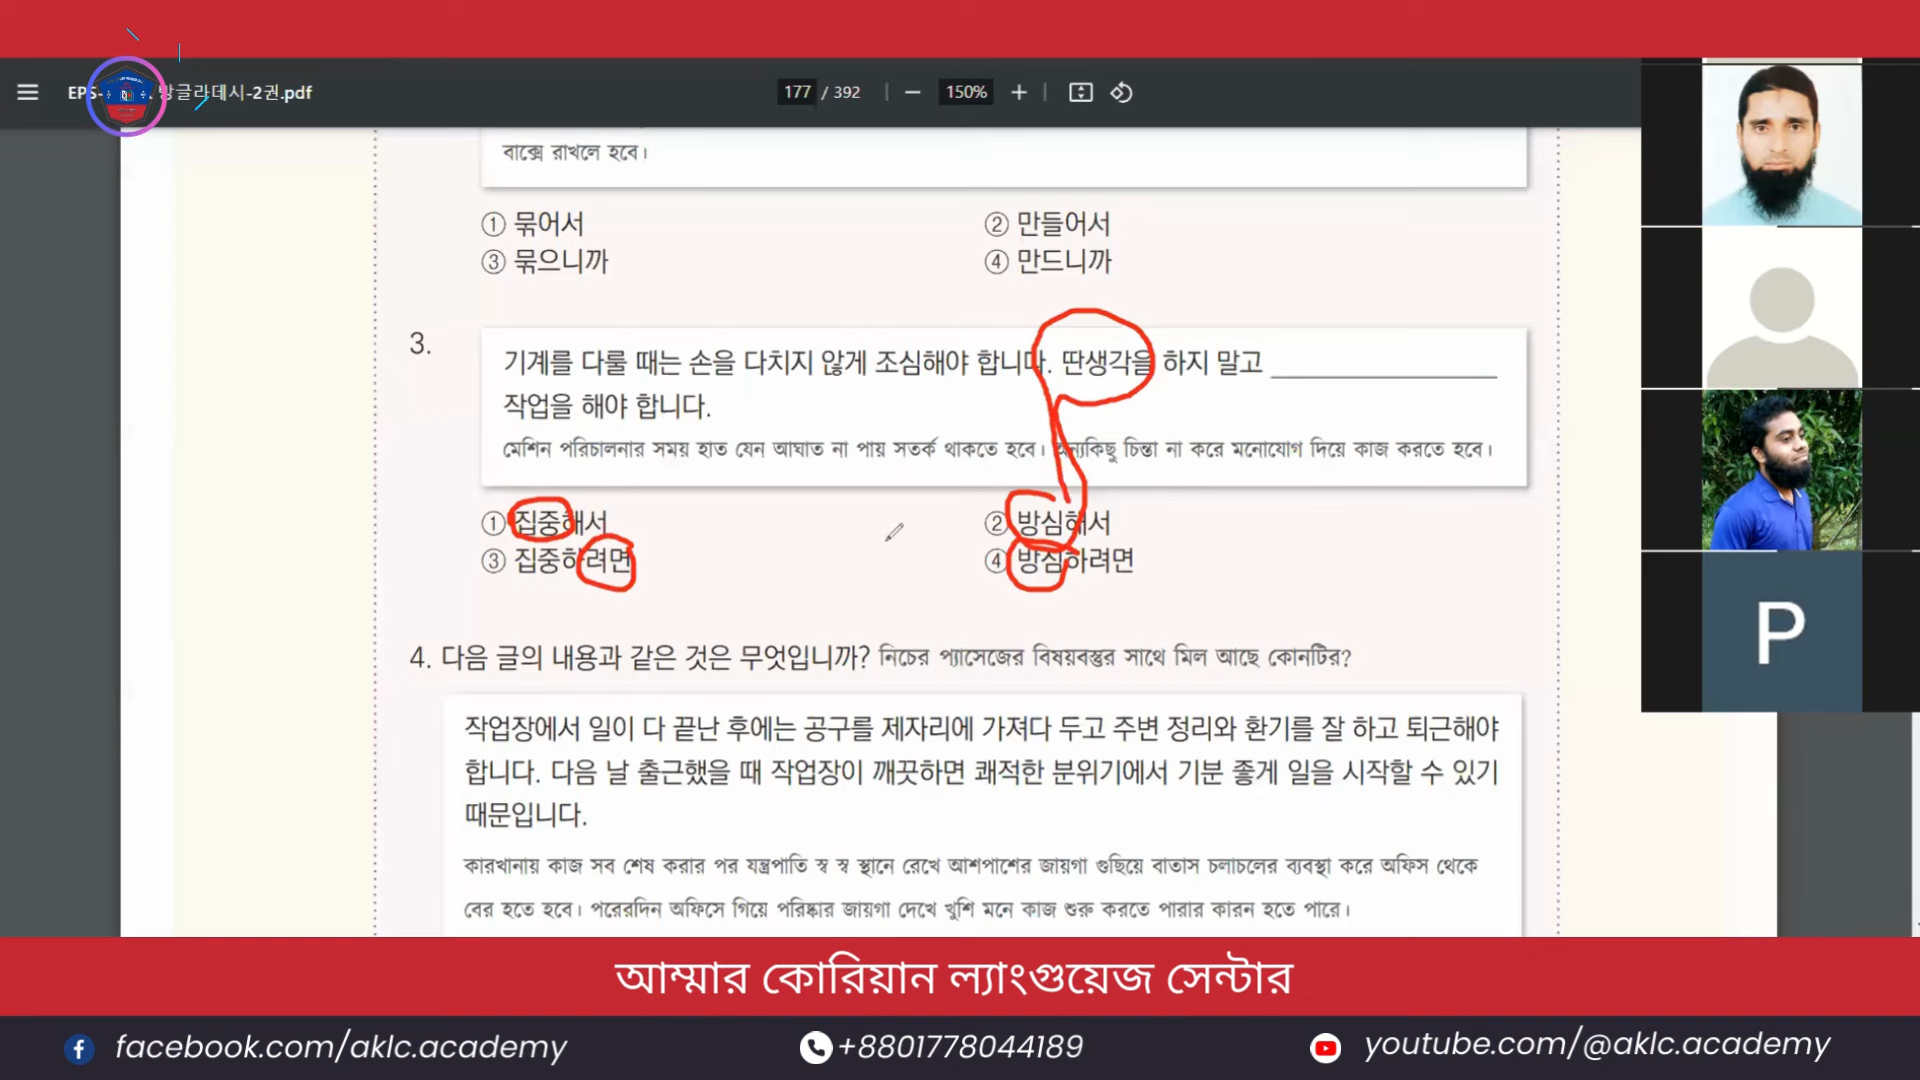 EPS- 방글라데시-2권.pdf
177 / 392
150%
বাক্সে রাখলে হবে।
① 묶어서
② 만들어서
③ 묶으니까
④ 만드니까
3.
기계를 다룰 때는 손을 다치지 않게 조심해야 합니다. 딴생각을 하지 말고 ____________
작업을 해야 합니다.
মেশিন পরিচালনার সময় হাত যেন আঘাত না পায় সতর্ক থাকতে হবে। অন্যকিছু চিন্তা না করে মনোযোগ দিয়ে কাজ করতে হবে।
① 집중해서
② 방심해서
③ 집중하려면
④ 방심하려면
4. 다음 글의 내용과 같은 것은 무엇입니까? নিচের প্যাসেজের বিষয়বস্তুর সাথে মিল আছে কোনটির?
작업장에서 일이 다 끝난 후에는 공구를 제자리에 가져다 두고 주변 정리와 환기를 잘 하고 퇴근해야
합니다. 다음 날 출근했을 때 작업장이 깨끗하면 쾌적한 분위기에서 기분 좋게 일을 시작할 수 있기
때문입니다.
কারখানায় কাজ সব শেষ করার পর যন্ত্রপাতি স্ব স্ব স্থানে রেখে আশপাশের জায়গা গুছিয়ে বাতাস চলাচলের ব্যবস্থা করে অফিস থেকে
বের হতে হবে। পরেরদিন অফিসে গিয়ে পরিষ্কার জায়গা দেখে খুশি মনে কাজ শুরু করতে পারার কারন হতে পারে।
P
আম্মার কোরিয়ান ল্যাংগুয়েজ সেন্টার
facebook.com/aklc.academy
+8801778044189
youtube.com/@aklc.academy